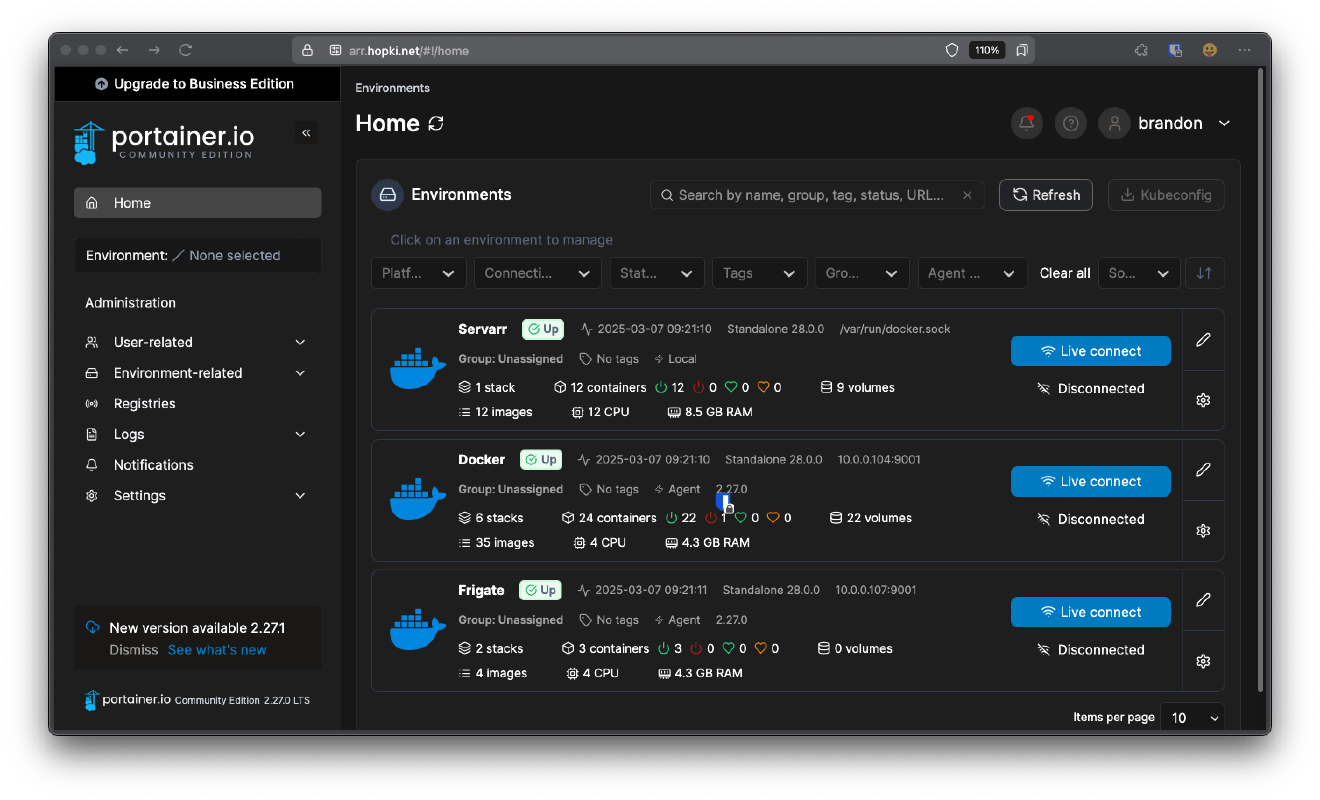 arr.hopki.net/#!/home
110%
Upgrade to Business Edition
portainer.io
COMMUNITY EDITION
Home
Environment: None selected
Administration
User-related
Environment-related
Registries
Logs
Notifications
Settings
New version available 2.27.1
Dismiss See what's new
portainer.io Community Edition 2.27.0 LTS
Environments
Home
brandon
Environments
Search by name, group, tag, status, URL...
Refresh
Kubeconfig
Click on an environment to manage
Platf... Connecti... Stat... Tags Gro... Agent ... Clear all So...
Servarr Up 2025-03-07 09:21:10 Standalone 28.0.0 /var/run/docker.sock
Group: Unassigned No tags Local
1 stack 12 containers 12 0 0 0 9 volumes
12 images 12 CPU 8.5 GB RAM
Live connect
Disconnected
Docker Up 2025-03-07 09:21:10 Standalone 28.0.0 10.0.0.104:9001
Group: Unassigned No tags Agent 2.27.0
6 stacks 24 containers 22 1 0 0 22 volumes
35 images 4 CPU 4.3 GB RAM
Live connect
Disconnected
Frigate Up 2025-03-07 09:21:11 Standalone 28.0.0 10.0.0.107:9001
Group: Unassigned No tags Agent 2.27.0
2 stacks 3 containers 3 0 0 0 0 volumes
4 images 4 CPU 4.3 GB RAM
Live connect
Disconnected
Items per page 10